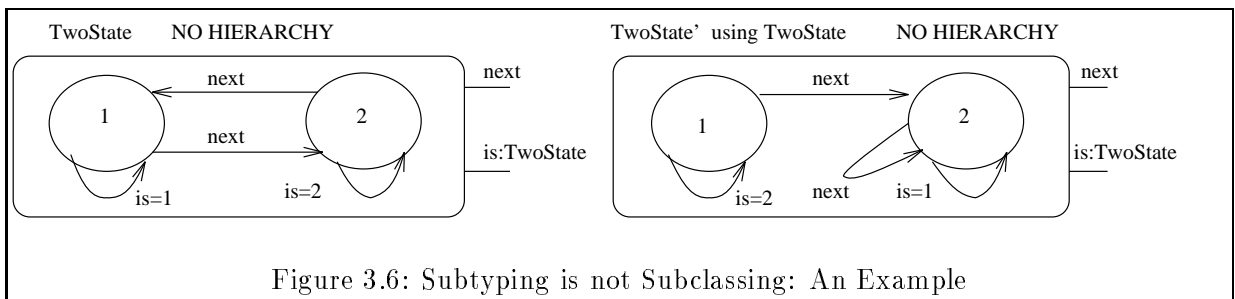 TwoState NO HIERARCHY
next
1
2
next
is=1
is=2
next
is:TwoState
TwoState' using TwoState NO HIERARCHY
next
1
2
is=2
next
is=1
next
is:TwoState
Figure 3.6: Subtyping is not Subclassing: An Example